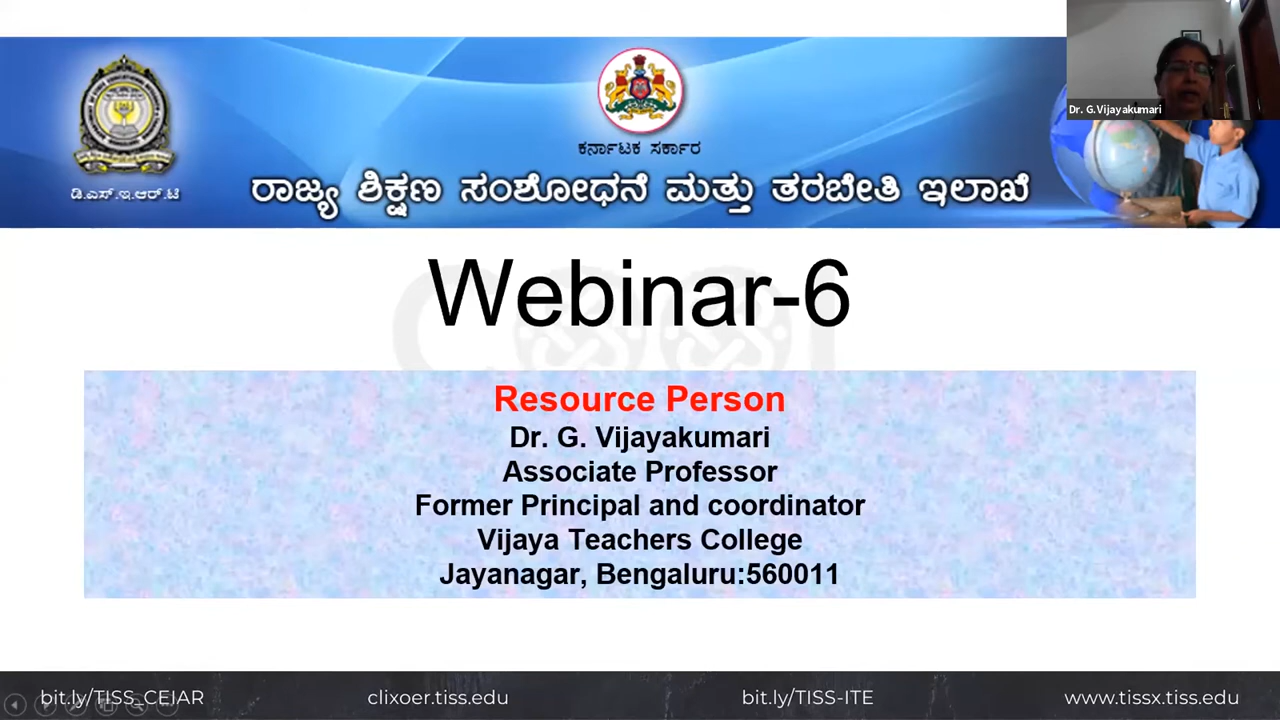 Dr. G.Vijayakumari
ಕರ್ನಾಟಕ ಸರ್ಕಾರ
ಡಿ.ಎಸ್.ಇ.ಆರ್.ಟಿ
ರಾಜ್ಯ ಶಿಕ್ಷಣ ಸಂಶೋಧನೆ ಮತ್ತು ತರಬೇತಿ ಇಲಾಖೆ
Webinar-6
Resource Person
Dr. G. Vijayakumari
Associate Professor
Former Principal and coordinator
Vijaya Teachers College
Jayanagar, Bengaluru:560011
bit.ly/TISS_CEIAR
clixoer.tiss.edu
bit.ly/TISS-ITE
www.tissx.tiss.edu